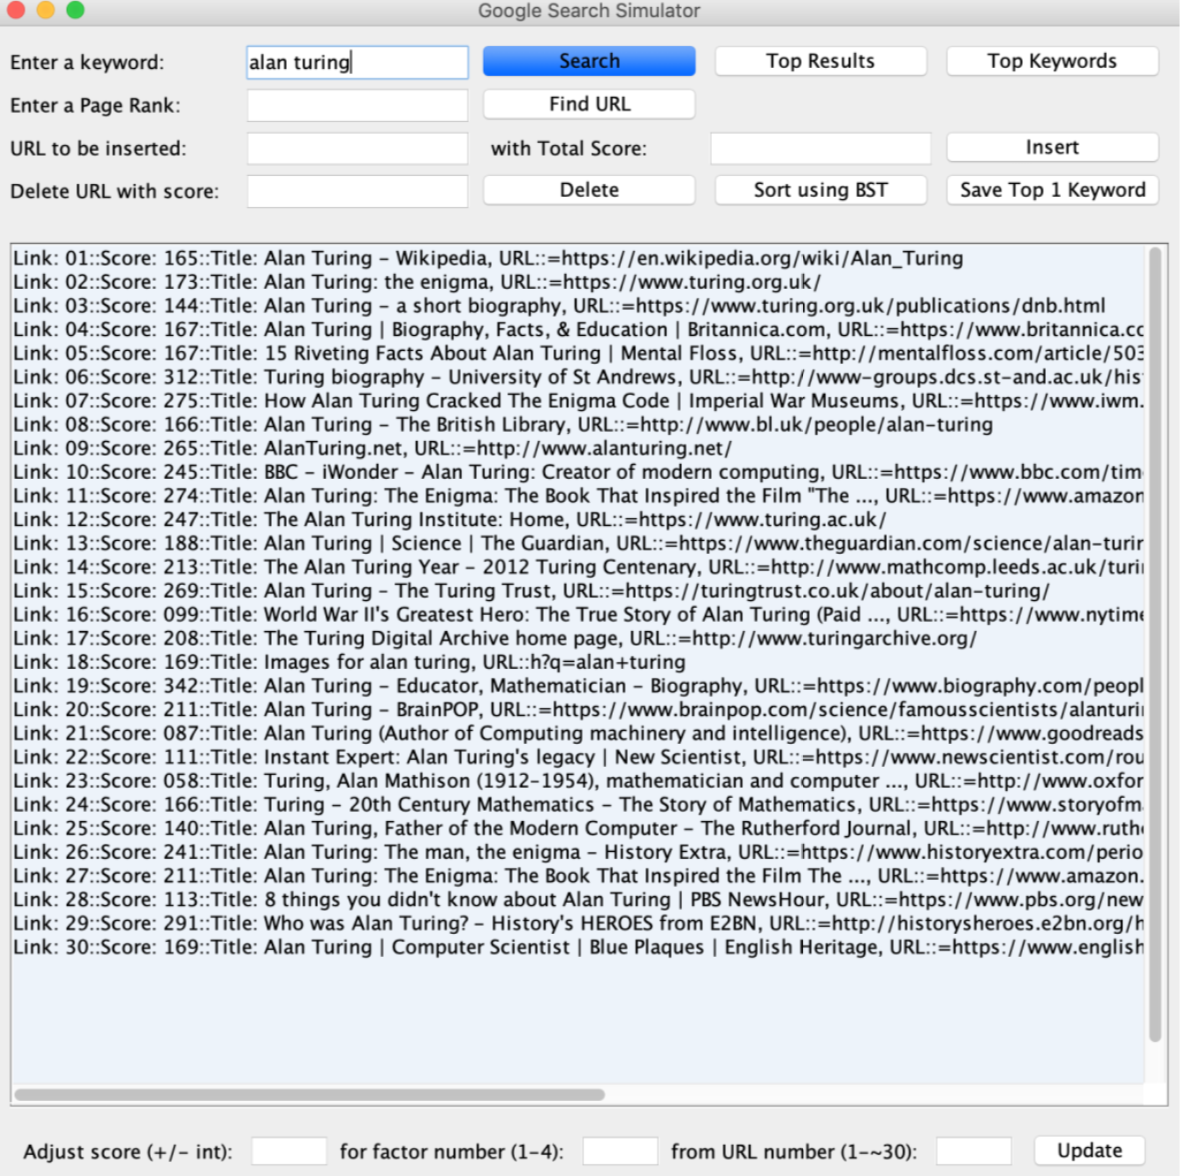 Google Search Simulator
Enter a keyword: alan turing Search Top Results Top Keywords
Enter a Page Rank: Find URL
URL to be inserted: with Total Score: Insert
Delete URL with score: Delete Sort using BST Save Top 1 Keyword
Link: 01::Score: 165::Title: Alan Turing – Wikipedia, URL::=https://en.wikipedia.org/wiki/Alan_Turing
Link: 02::Score: 173::Title: Alan Turing: the enigma, URL::=https://www.turing.org.uk/
Link: 03::Score: 144::Title: Alan Turing – a short biography, URL::=https://www.turing.org.uk/publications/dnb.html
Link: 04::Score: 167::Title: Alan Turing | Biography, Facts, & Education | Britannica.com, URL::=https://www.britannica.cc
Link: 05::Score: 167::Title: 15 Riveting Facts About Alan Turing | Mental Floss, URL::=http://mentalfloss.com/article/503
Link: 06::Score: 312::Title: Turing biography – University of St Andrews, URL::=http://www-groups.dcs.st-and.ac.uk/his
Link: 07::Score: 275::Title: How Alan Turing Cracked The Enigma Code | Imperial War Museums, URL::=https://www.iwm.
Link: 08::Score: 166::Title: Alan Turing – The British Library, URL::=http://www.bl.uk/people/alan-turing
Link: 09::Score: 265::Title: AlanTuring.net, URL::=http://www.alanturing.net/
Link: 10::Score: 245::Title: BBC – iWonder – Alan Turing: Creator of modern computing, URL::=https://www.bbc.com/tim
Link: 11::Score: 274::Title: Alan Turing: The Enigma: The Book That Inspired the Film "The ..., URL::=https://www.amazon
Link: 12::Score: 247::Title: The Alan Turing Institute: Home, URL::=https://www.turing.ac.uk/
Link: 13::Score: 188::Title: Alan Turing | Science | The Guardian, URL::=https://www.theguardian.com/science/alan-turir
Link: 14::Score: 213::Title: The Alan Turing Year – 2012 Turing Centenary, URL::=http://www.mathcomp.leeds.ac.uk/turi
Link: 15::Score: 269::Title: Alan Turing – The Turing Trust, URL::=https://turingtrust.co.uk/about/alan-turing/
Link: 16::Score: 099::Title: World War II's Greatest Hero: The True Story of Alan Turing (Paid ..., URL::=https://www.nytime
Link: 17::Score: 208::Title: The Turing Digital Archive home page, URL::=http://www.turingarchive.org/
Link: 18::Score: 169::Title: Images for alan turing, URL::h?q=alan+turing
Link: 19::Score: 342::Title: Alan Turing – Educator, Mathematician – Biography, URL::=https://www.biography.com/peopl
Link: 20::Score: 211::Title: Alan Turing – BrainPOP, URL::=https://www.brainpop.com/science/famousscientists/alanturi
Link: 21::Score: 087::Title: Alan Turing (Author of Computing machinery and intelligence), URL::=https://www.goodreads
Link: 22::Score: 111::Title: Instant Expert: Alan Turing's legacy | New Scientist, URL::=https://www.newscientist.com/rou
Link: 23::Score: 058::Title: Turing, Alan Mathison (1912–1954), mathematician and computer ..., URL::=http://www.oxfor
Link: 24::Score: 166::Title: Turing – 20th Century Mathematics – The Story of Mathematics, URL::=https://www.storyofm
Link: 25::Score: 140::Title: Alan Turing, Father of the Modern Computer – The Rutherford Journal, URL::=http://www.ruth
Link: 26::Score: 241::Title: Alan Turing: The man, the enigma – History Extra, URL::=https://www.historyextra.com/perio
Link: 27::Score: 211::Title: Alan Turing: The Enigma: The Book That Inspired the Film The ..., URL::=https://www.amazon.
Link: 28::Score: 113::Title: 8 things you didn't know about Alan Turing | PBS NewsHour, URL::=https://www.pbs.org/new
Link: 29::Score: 291::Title: Who was Alan Turing? – History's HEROES from E2BN, URL::=http://historysheroes.e2bn.org/h
Link: 30::Score: 169::Title: Alan Turing | Computer Scientist | Blue Plaques | English Heritage, URL::=https://www.english
Adjust score (+/- int): for factor number (1-4): from URL number (1-~30): Update